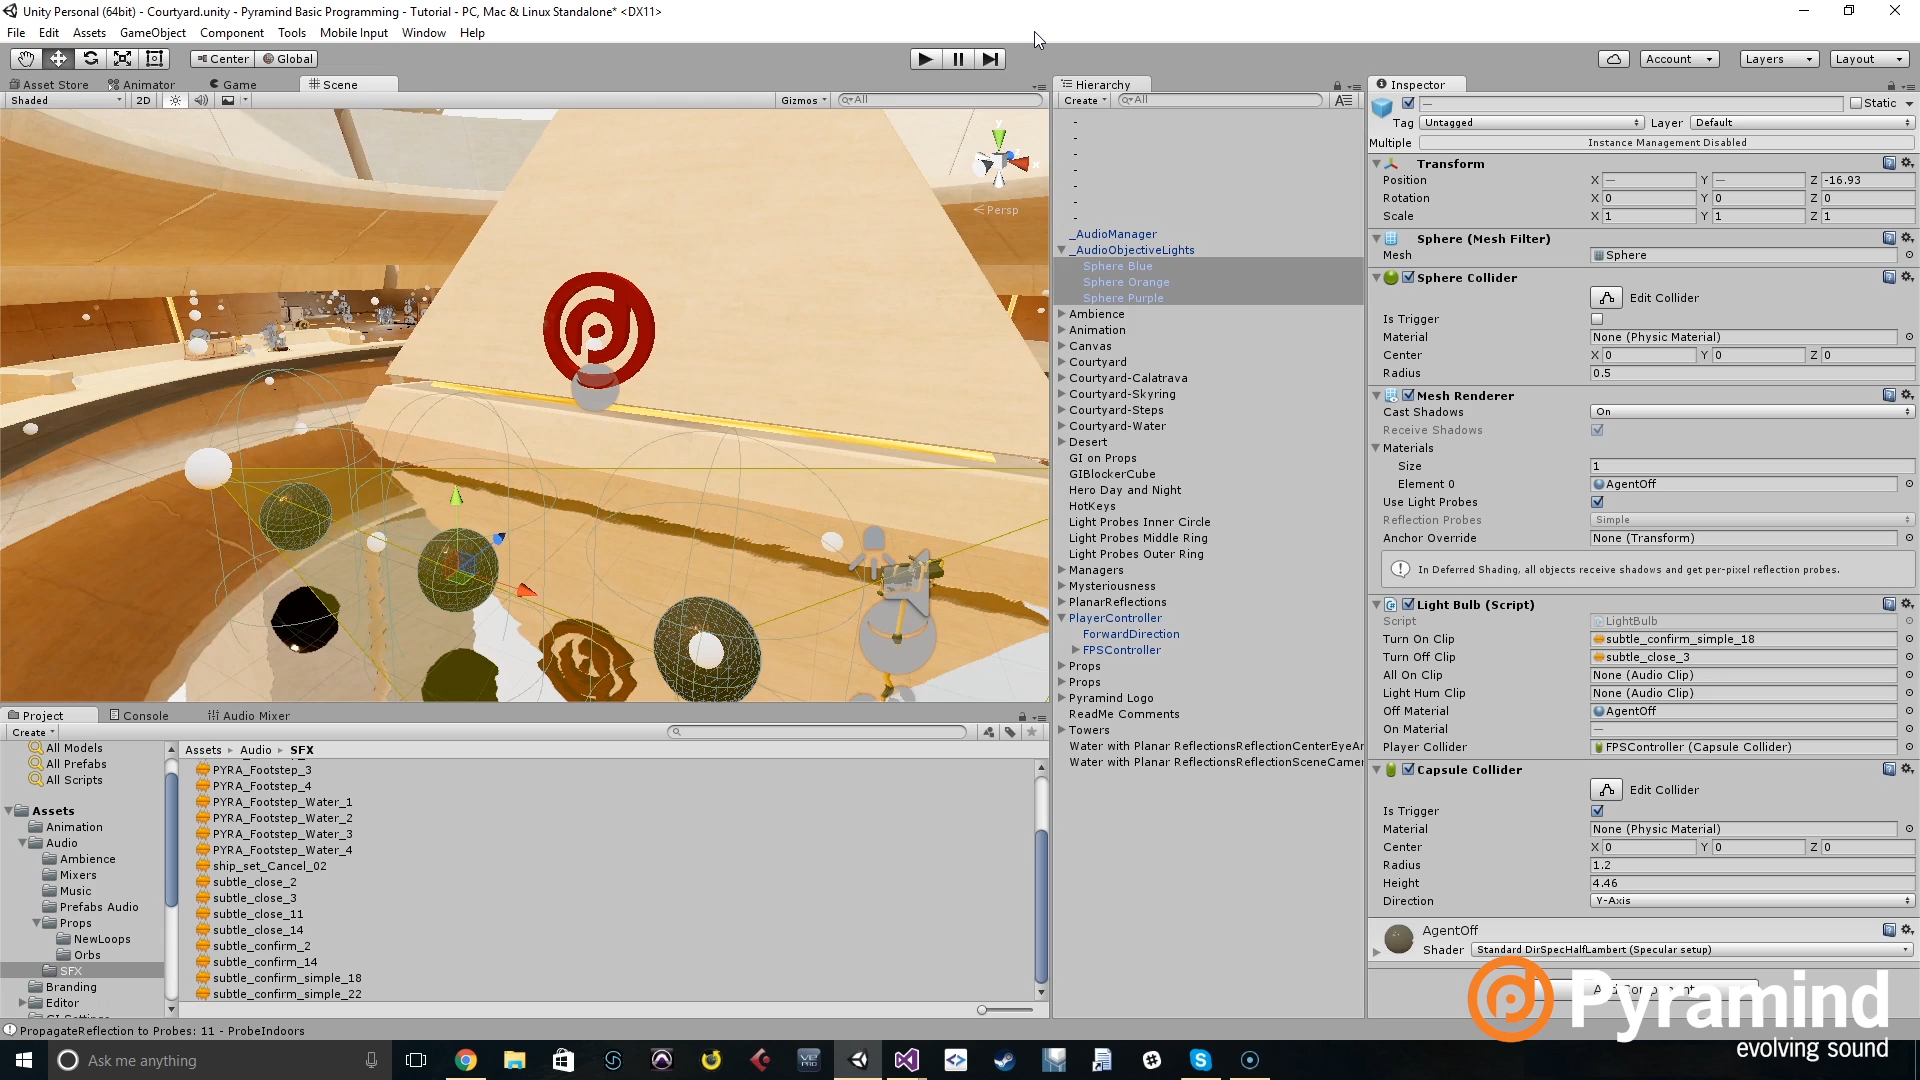 Unity Personal (64bit) - Courtyard.unity - Pyramind Basic Programming - Tutorial - PC, Mac & Linux Standalone* <DX11>
File Edit Assets GameObject Component Tools Mobile Input Window Help
Center Global Account Layers Layout
Asset Store Animator Game Scene
Shaded 2D Gizmos All
Persp
y
x
Hierarchy
Create All
_AudioManager
_AudioObjectiveLights
Sphere Blue
Sphere Orange
Sphere Purple
Ambience
Animation
Canvas
Courtyard
Courtyard-Calatrava
Courtyard-Skyring
Courtyard-Steps
Courtyard-Water
Desert
GI on Props
GIBlockerCube
Hero Day and Night
HotKeys
Light Probes Inner Circle
Light Probes Middle Ring
Light Probes Outer Ring
Managers
Mysteriousness
PlanarReflections
PlayerController
ForwardDirection
FPSController
Props
Props
Pyramind Logo
ReadMe Comments
Towers
Water with Planar ReflectionsReflectionCenterEyeAr
Water with Planar ReflectionsReflectionSceneCamer
Inspector
— Static
Tag Untagged Layer Default
Multiple Instance Management Disabled
Transform
Position X — Y — Z -16.93
Rotation X 0 Y 0 Z 0
Scale X 1 Y 1 Z 1
Sphere (Mesh Filter)
Mesh Sphere
Sphere Collider
Edit Collider
Is Trigger
Material None (Physic Material)
Center X 0 Y 0 Z 0
Radius 0.5
Mesh Renderer
Cast Shadows On
Receive Shadows
Materials
Size 1
Element 0 AgentOff
Use Light Probes
Reflection Probes Simple
Anchor Override None (Transform)
In Deferred Shading, all objects receive shadows and get per-pixel reflection probes.
Light Bulb (Script)
Script LightBulb
Turn On Clip subtle_confirm_simple_18
Turn Off Clip subtle_close_3
All On Clip None (Audio Clip)
Light Hum Clip None (Audio Clip)
Off Material AgentOff
On Material —
Player Collider FPSController (Capsule Collider)
Capsule Collider
Edit Collider
Is Trigger
Material None (Physic Material)
Center X 0 Y 0 Z 0
Radius 1.2
Height 4.46
Direction Y-Axis
AgentOff
Shader Standard DirSpecHalfLambert (Specular setup)
Pyramind
evolving sound
Project Console Audio Mixer
Create
All Models
All Prefabs
All Scripts
Assets
Animation
Audio
Ambience
Mixers
Music
Prefabs Audio
Props
NewLoops
Orbs
SFX
Branding
Editor
Assets Audio SFX
PYRA_Footstep_3
PYRA_Footstep_4
PYRA_Footstep_Water_1
PYRA_Footstep_Water_2
PYRA_Footstep_Water_3
PYRA_Footstep_Water_4
ship_set_Cancel_02
subtle_close_2
subtle_close_3
subtle_close_11
subtle_close_14
subtle_confirm_2
subtle_confirm_14
subtle_confirm_simple_18
subtle_confirm_simple_22
PropagateReflection to Probes: 11 - ProbeIndoors
Ask me anything